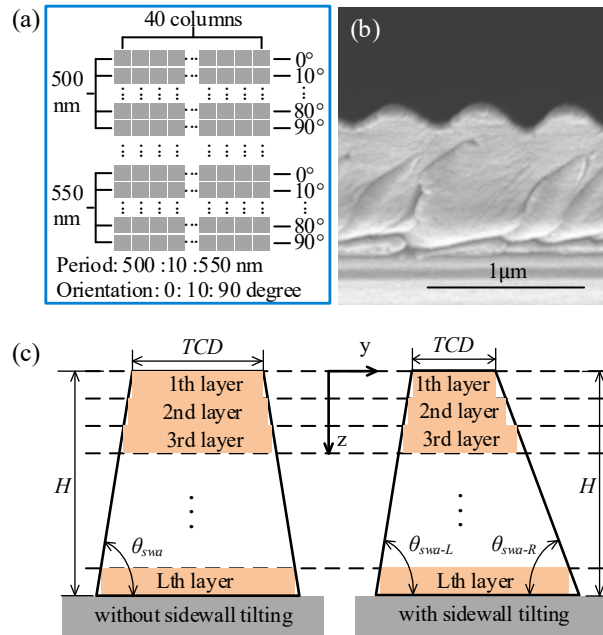 (a)
40 columns
500 nm
0°
10°
80°
90°
550 nm
0°
10°
80°
90°
Period: 500 :10 :550 nm
Orientation: 0: 10: 90 degree
(b)
1μm
(c)
TCD
1th layer
2nd layer
3rd layer
H
θswa
Lth layer
without sidewall tilting
y
z
TCD
1th layer
2nd layer
3rd layer
H
θswa-L
θswa-R
with sidewall tilting